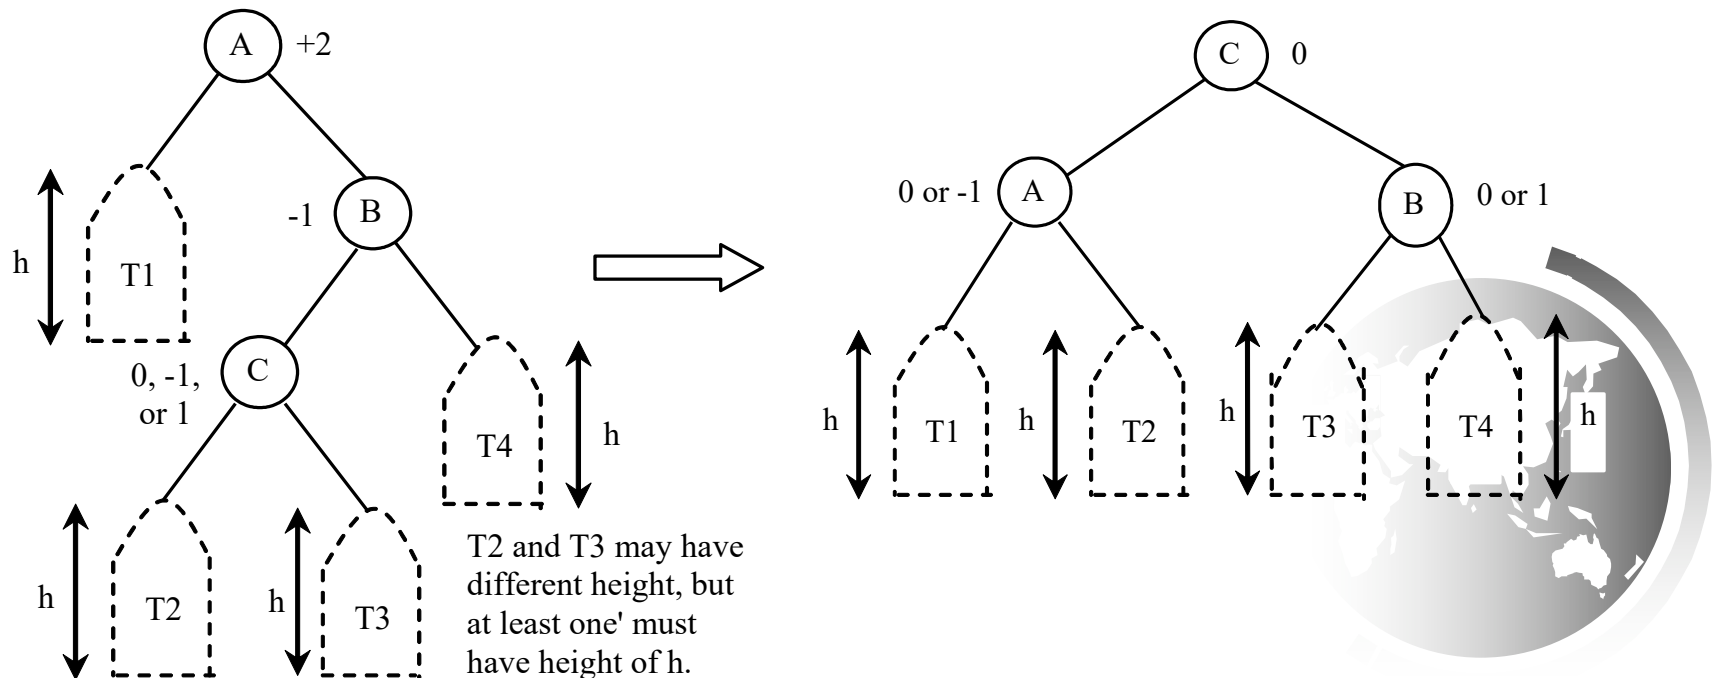 A
+2
h
T1
-1
B
0, -1,
or 1
C
T4
h
h
T2
h
T3
T2 and T3 may have
different height, but
at least one' must
have height of h.
C
0
0 or -1
A
B
0 or 1
h
T1
h
T2
h
T3
T4
h